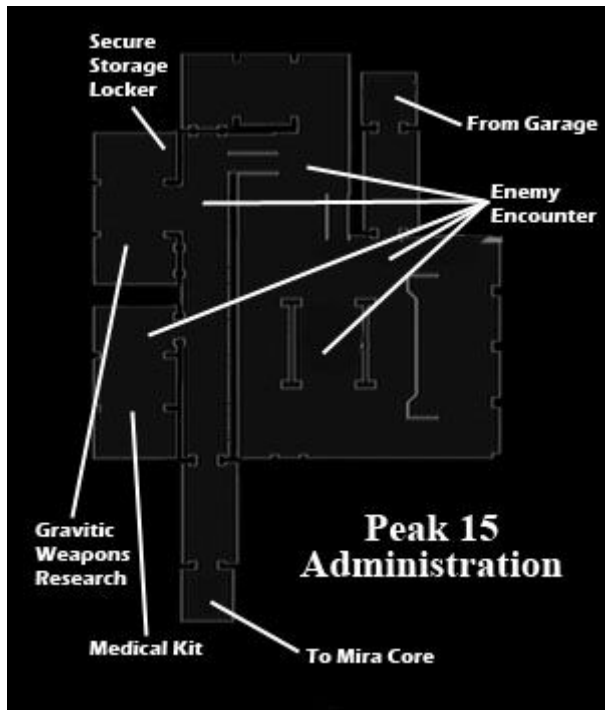 Secure
Storage
Locker
From Garage
Enemy
Encounter
Gravitic
Weapons
Research
Peak 15
Administration
Medical Kit
To Mira Core